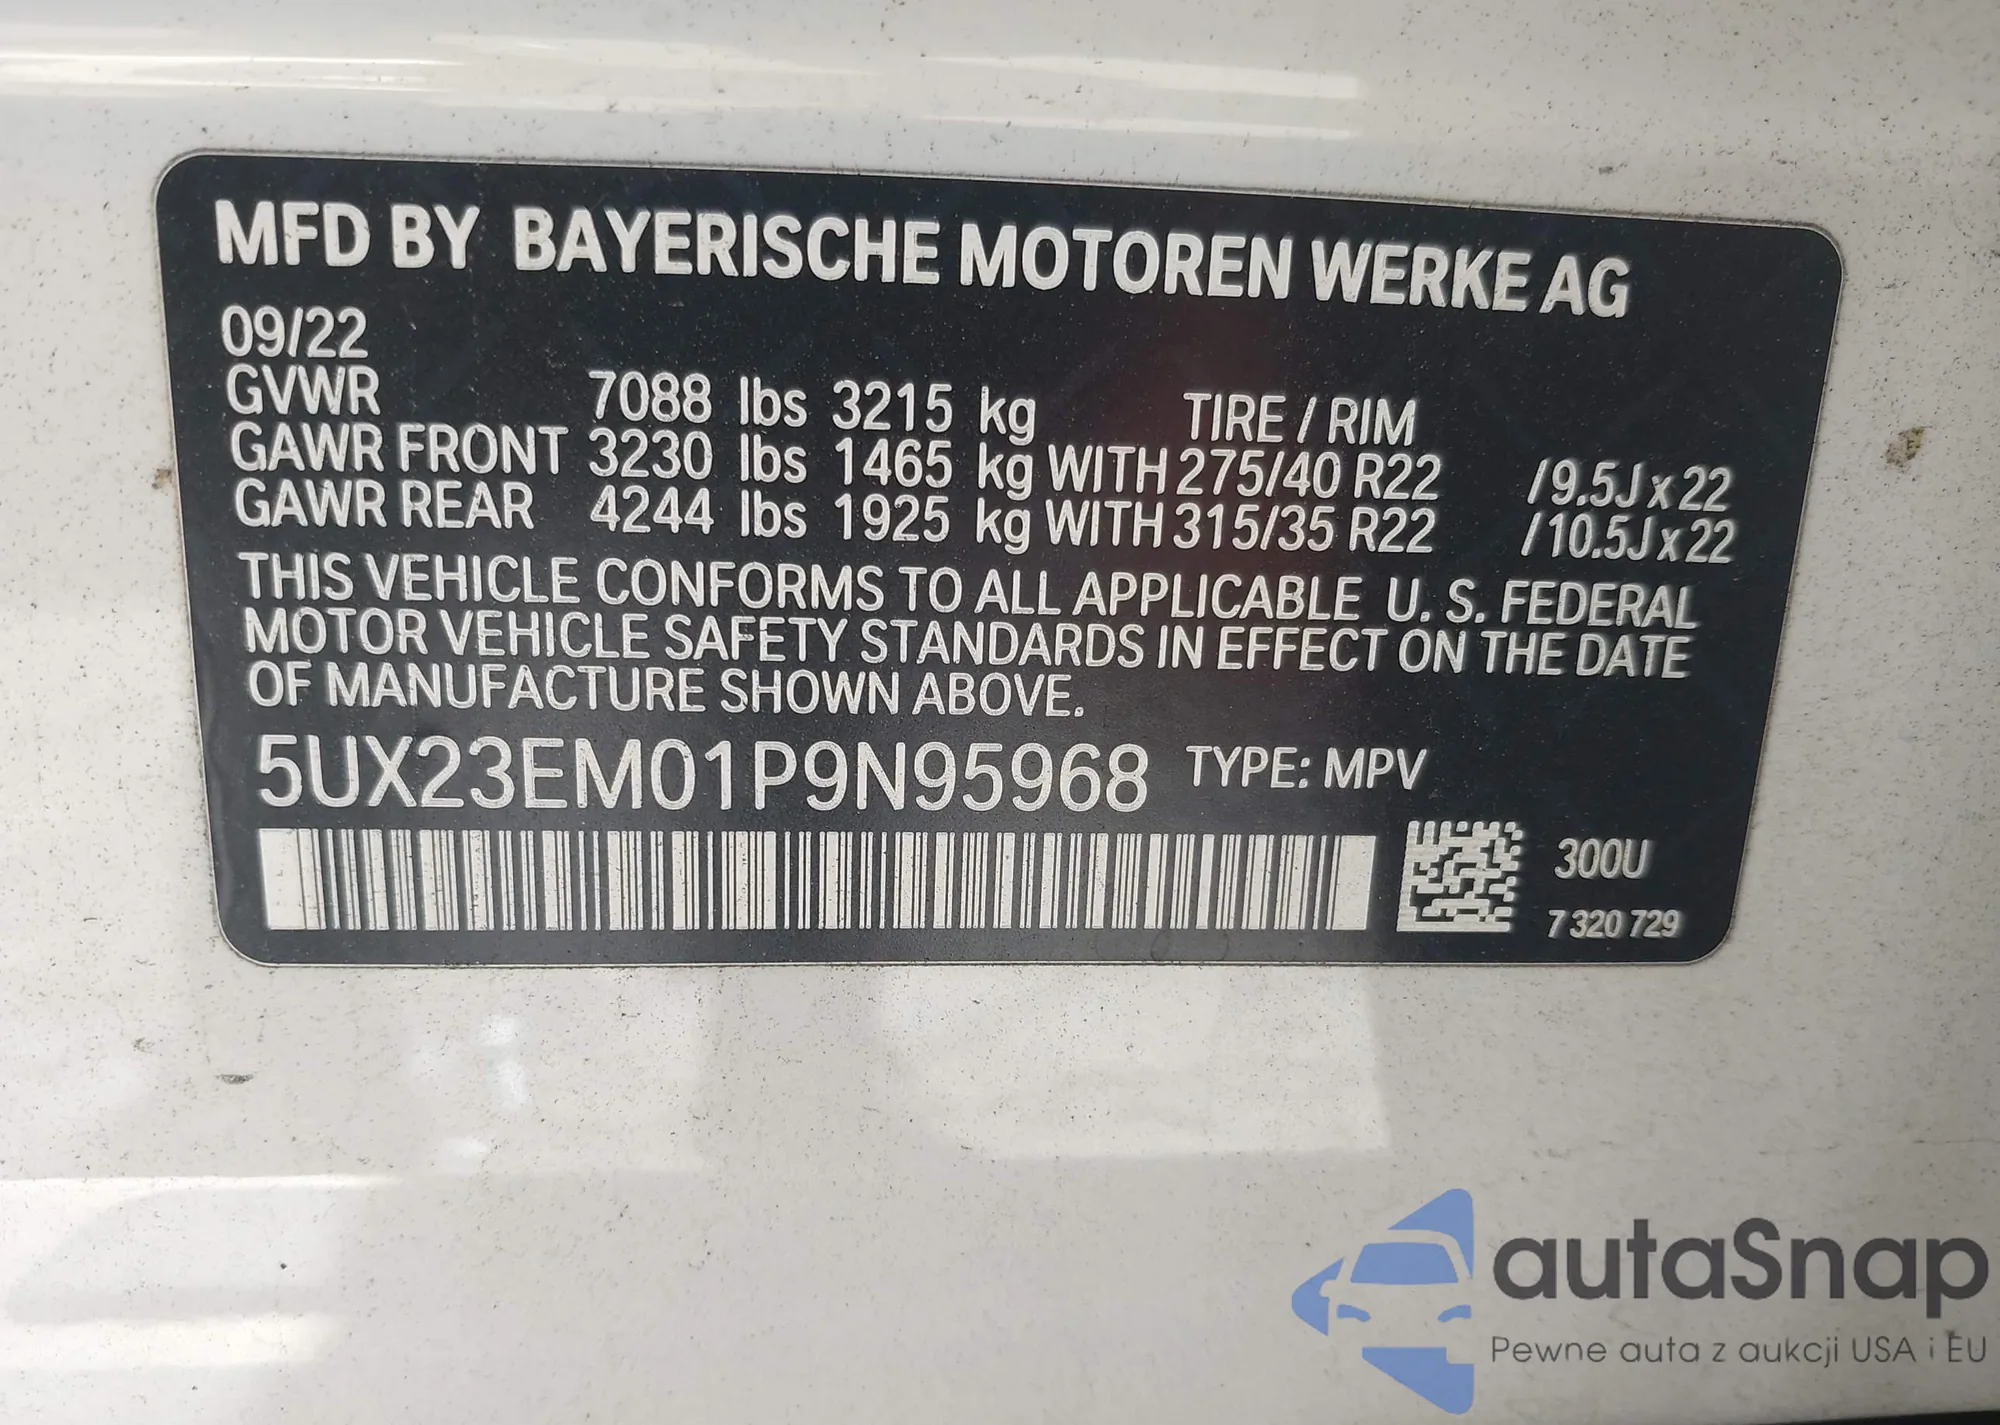 MFD BY BAYERISCHE MOTOREN WERKE AG
09/22
GVWR 7088 lbs 3215 kg TIRE / RIM
GAWR FRONT 3230 lbs 1465 kg WITH 275/40 R22 /9.5J x 22
GAWR REAR 4244 lbs 1925 kg WITH 315/35 R22 /10.5J x 22
THIS VEHICLE CONFORMS TO ALL APPLICABLE U. S. FEDERAL
MOTOR VEHICLE SAFETY STANDARDS IN EFFECT ON THE DATE
OF MANUFACTURE SHOWN ABOVE.
5UX23EM01P9N95968 TYPE: MPV
300U
7 320 729
autaSnap
Pewne auta z aukcji USA i EU